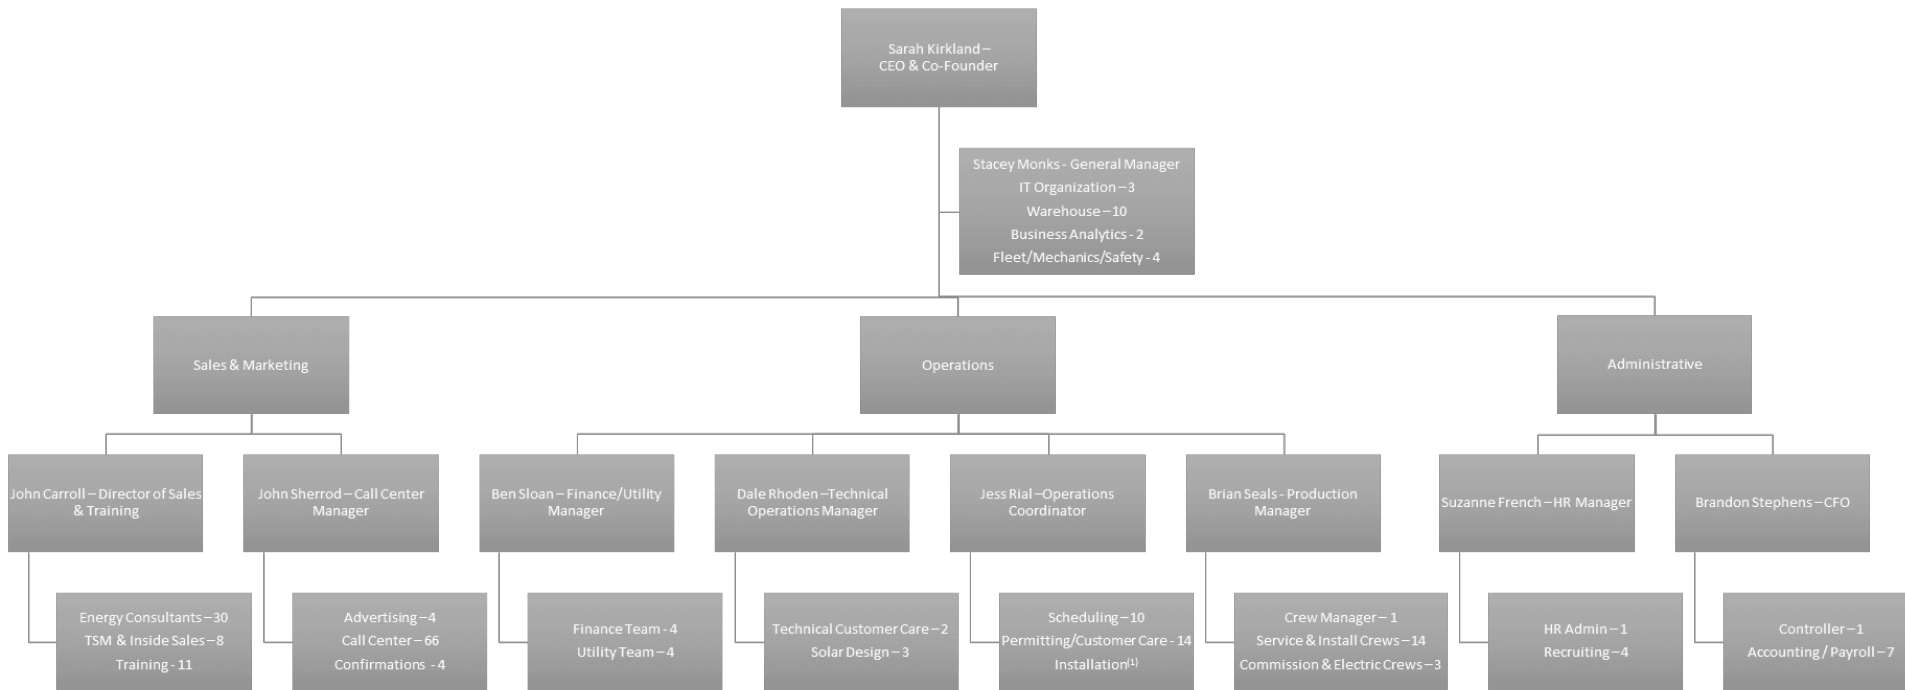 Sarah Kirkland –
CEO & Co-Founder
Stacey Monks - General Manager
IT Organization – 3
Warehouse – 10
Business Analytics - 2
Fleet/Mechanics/Safety - 4
Sales & Marketing
Operations
Administrative
John Carroll – Director of Sales
& Training
John Sherrod – Call Center
Manager
Ben Sloan – Finance/Utility
Manager
Dale Rhoden – Technical
Operations Manager
Jess Rial – Operations
Coordinator
Brian Seals - Production
Manager
Suzanne French – HR Manager
Brandon Stephens – CFO
Energy Consultants – 30
TSM & Inside Sales – 8
Training - 11
Advertising – 4
Call Center – 66
Confirmations - 4
Finance Team - 4
Utility Team – 4
Technical Customer Care – 2
Solar Design – 3
Scheduling – 10
Permitting/Customer Care - 14
Installation(1)
Crew Manager – 1
Service & Install Crews – 14
Commission & Electric Crews – 3
HR Admin – 1
Recruiting – 4
Controller – 1
Accounting / Payroll – 7